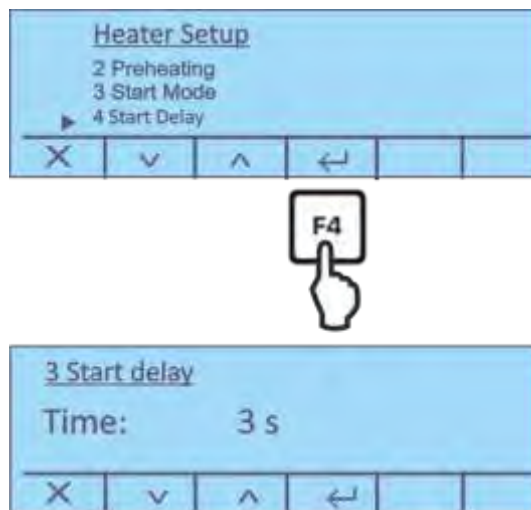 Heater Setup
2 Preheating
3 Start Mode
4 Start Delay
F4
3 Start delay
Time: 3 s